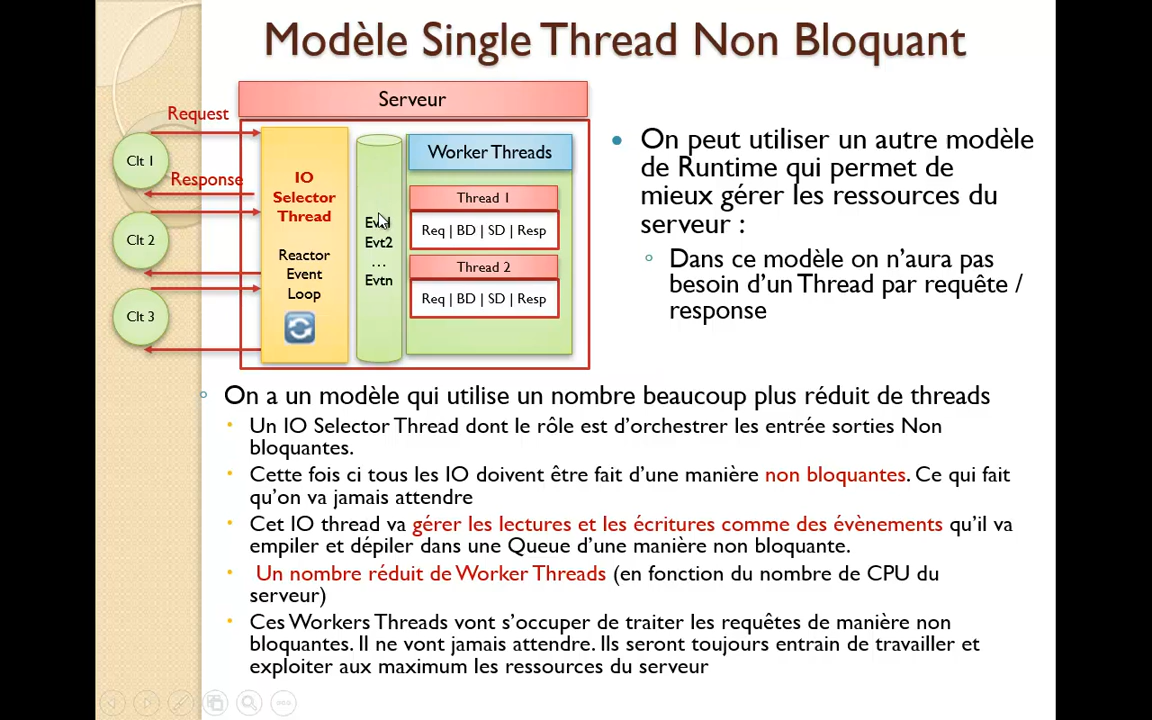 Modèle Single Thread Non Bloquant
Serveur
Request
Clt 1
Response
Clt 2
Clt 3
IO
Selector
Thread
Reactor
Event
Loop
Evt2
…
Evtn
Worker Threads
Thread 1
Req | BD | SD | Resp
Thread 2
Req | BD | SD | Resp
On peut utiliser un autre modèle
de Runtime qui permet de
mieux gérer les ressources du
serveur :
Dans ce modèle on n’aura pas
besoin d’un Thread par requête /
response
On a un modèle qui utilise un nombre beaucoup plus réduit de threads
Un IO Selector Thread dont le rôle est d’orchestrer les entrée sorties Non
bloquantes.
Cette fois ci tous les IO doivent être fait d’une manière non bloquantes. Ce qui fait
qu’on va jamais attendre
Cet IO thread va gérer les lectures et les écritures comme des évènements qu’il va
empiler et dépiler dans une Queue d’une manière non bloquante.
Un nombre réduit de Worker Threads (en fonction du nombre de CPU du
serveur)
Ces Workers Threads vont s’occuper de traiter les requêtes de manière non
bloquantes. Il ne vont jamais attendre. Ils seront toujours entrain de travailler et
exploiter aux maximum les ressources du serveur